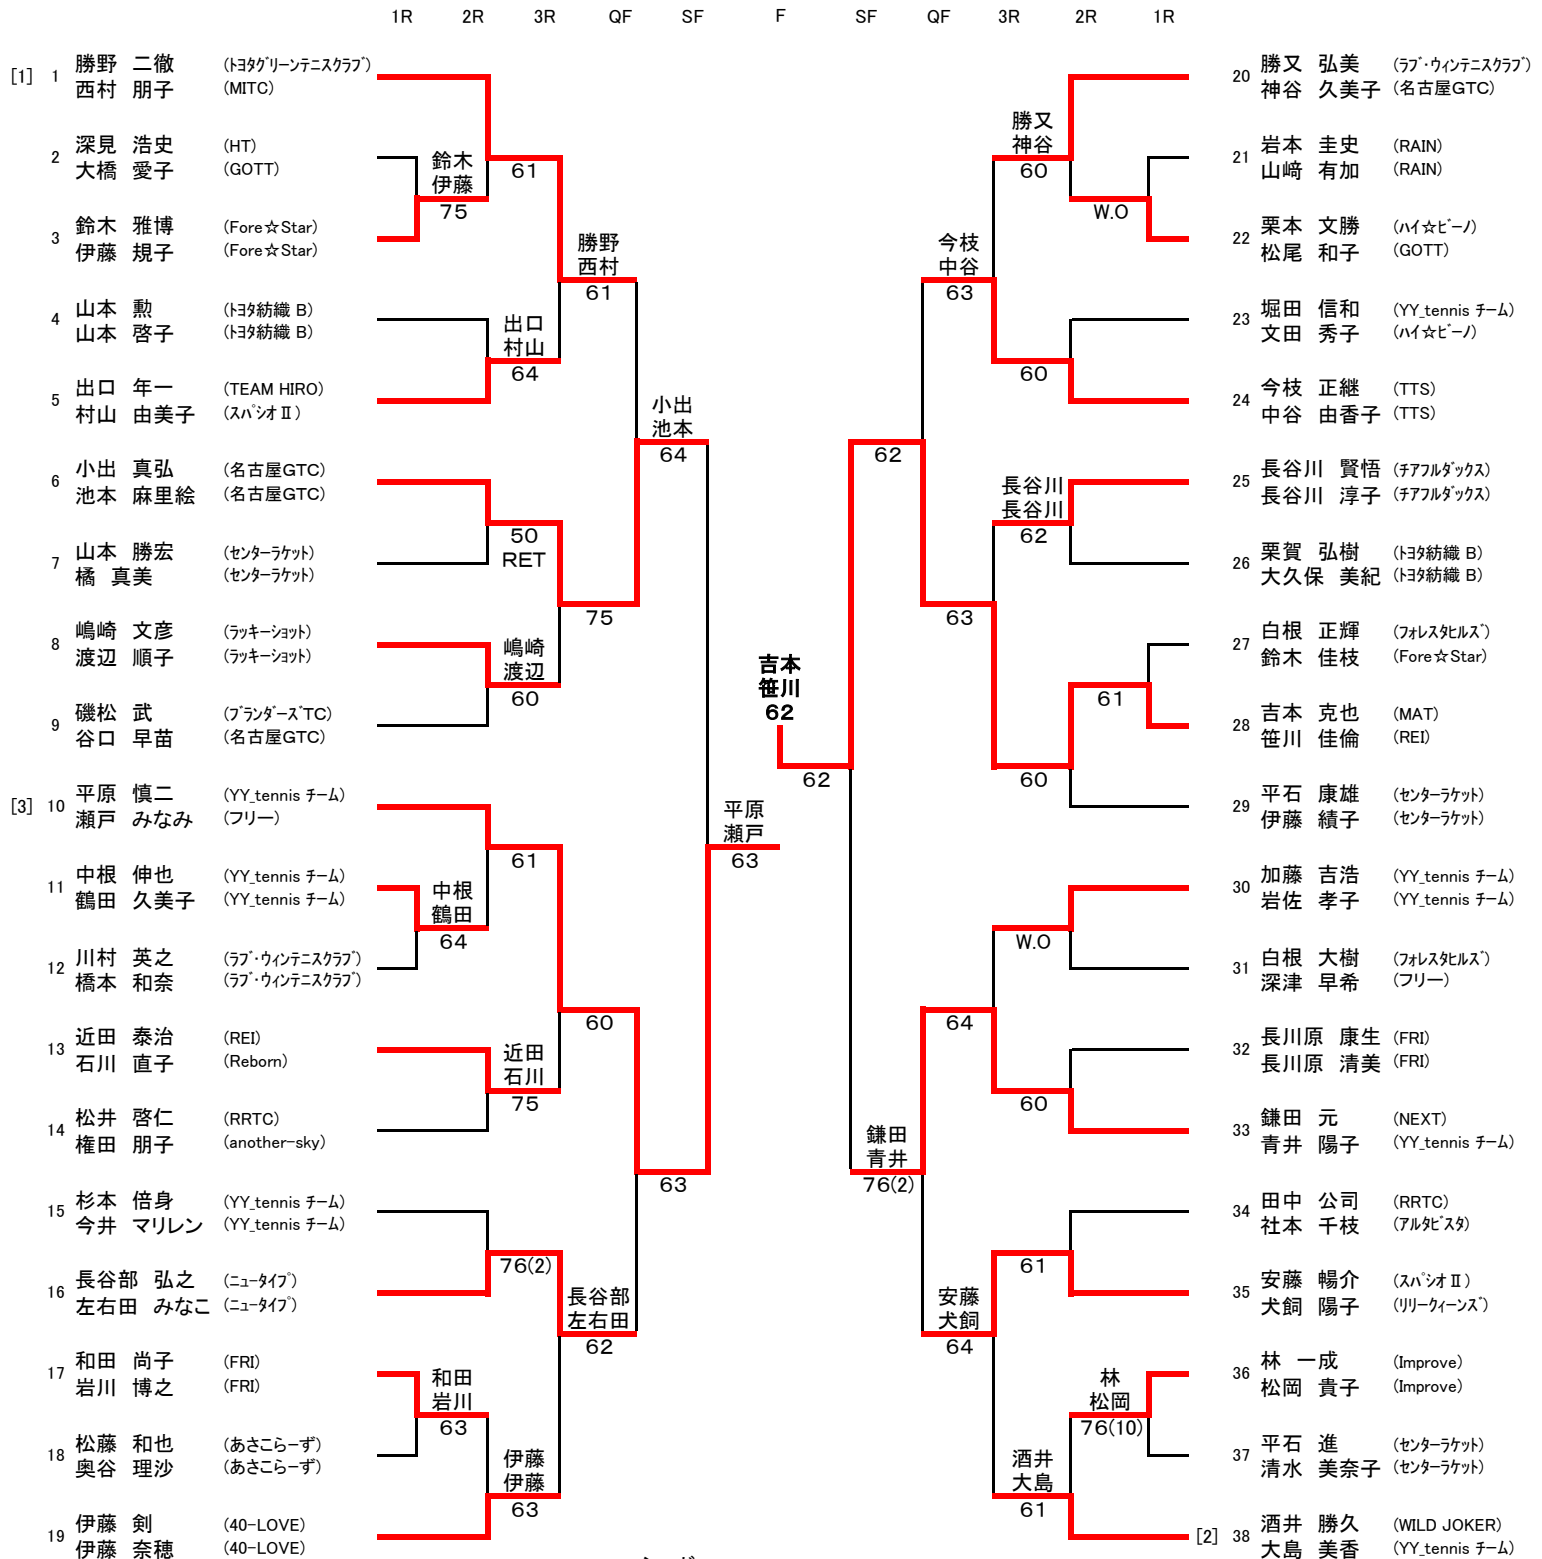 1R 2R 3R QF SF F SF QF 3R 2R 1R
[1] 1 勝野 二徹 (トヨタグリーンテニスクラブ)
西村 朋子 (MITC)
2 深見 浩史 (HT)
大橋 愛子 (GOTT)
3 鈴木 雅博 (Fore☆Star)
伊藤 規子 (Fore☆Star)
4 山本 勲 (トヨタ紡織 B)
山本 啓子 (トヨタ紡織 B)
5 出口 年一 (TEAM HIRO)
村山 由美子 (スパシオⅡ)
6 小出 真弘 (名古屋GTC)
池本 麻里絵 (名古屋GTC)
7 山本 勝宏 (センターラケット)
橘 真美 (センターラケット)
8 嶋崎 文彦 (ラッキーショット)
渡辺 順子 (ラッキーショット)
9 磯松 武 (ブランダーズTC)
谷口 早苗 (名古屋GTC)
[3] 10 平原 慎二 (YY_tennis チーム)
瀬戸 みなみ (フリー)
11 中根 伸也 (YY_tennis チーム)
鶴田 久美子 (YY_tennis チーム)
12 川村 英之 (ラブ・ウィンテニスクラブ)
橋本 和奈 (ラブ・ウィンテニスクラブ)
13 近田 泰治 (REI)
石川 直子 (Reborn)
14 松井 啓仁 (RRTC)
権田 朋子 (another-sky)
15 杉本 倍身 (YY_tennis チーム)
今井 マリレン (YY_tennis チーム)
16 長谷部 弘之 (ニュータイプ)
左右田 みなこ (ニュータイプ)
17 和田 尚子 (FRI)
岩川 博之 (FRI)
18 松藤 和也 (あさこらーず)
奥谷 理沙 (あさこらーず)
19 伊藤 剣 (40-LOVE)
伊藤 奈穂 (40-LOVE)
鈴木
伊藤
75
中根
鶴田
64
和田
岩川
63
61
出口
村山
64
50
RET
嶋崎
渡辺
60
61
近田
石川
75
76(2)
伊藤
伊藤
63
勝野
西村
61
75
60
長谷部
左右田
62
小出
池本
64
63
平原
瀬戸
63
吉本
笹川
62
62
62
鎌田
青井
76(2)
今枝
中谷
63
63
64
安藤
犬飼
64
勝又
神谷
60
60
長谷川
長谷川
62
60
W.O
60
61
酒井
大島
61
W.O
61
林
松岡
76(10)
20 勝又 弘美 (ラブ・ウィンテニスクラブ)
神谷 久美子 (名古屋GTC)
21 岩本 圭史 (RAIN)
山﨑 有加 (RAIN)
22 栗本 文勝 (ハイ☆ビーノ)
松尾 和子 (GOTT)
23 堀田 信和 (YY_tennis チーム)
文田 秀子 (ハイ☆ビーノ)
24 今枝 正継 (TTS)
中谷 由香子 (TTS)
25 長谷川 賢悟 (チアフルダックス)
長谷川 淳子 (チアフルダックス)
26 栗賀 弘樹 (トヨタ紡織 B)
大久保 美紀 (トヨタ紡織 B)
27 白根 正輝 (フォレスタヒルズ)
鈴木 佳枝 (Fore☆Star)
28 吉本 克也 (MAT)
笹川 佳倫 (REI)
29 平石 康雄 (センターラケット)
伊藤 績子 (センターラケット)
30 加藤 吉浩 (YY_tennis チーム)
岩佐 孝子 (YY_tennis チーム)
31 白根 大樹 (フォレスタヒルズ)
深津 早希 (フリー)
32 長川原 康生 (FRI)
長川原 清美 (FRI)
33 鎌田 元 (NEXT)
青井 陽子 (YY_tennis チーム)
34 田中 公司 (RRTC)
社本 千枝 (アルタビスタ)
35 安藤 暢介 (スパシオⅡ)
犬飼 陽子 (リリークィーンズ)
36 林 一成 (Improve)
松岡 貴子 (Improve)
37 平石 進 (センターラケット)
清水 美奈子 (センターラケット)
[2] 38 酒井 勝久 (WILD JOKER)
大島 美香 (YY_tennis チーム)